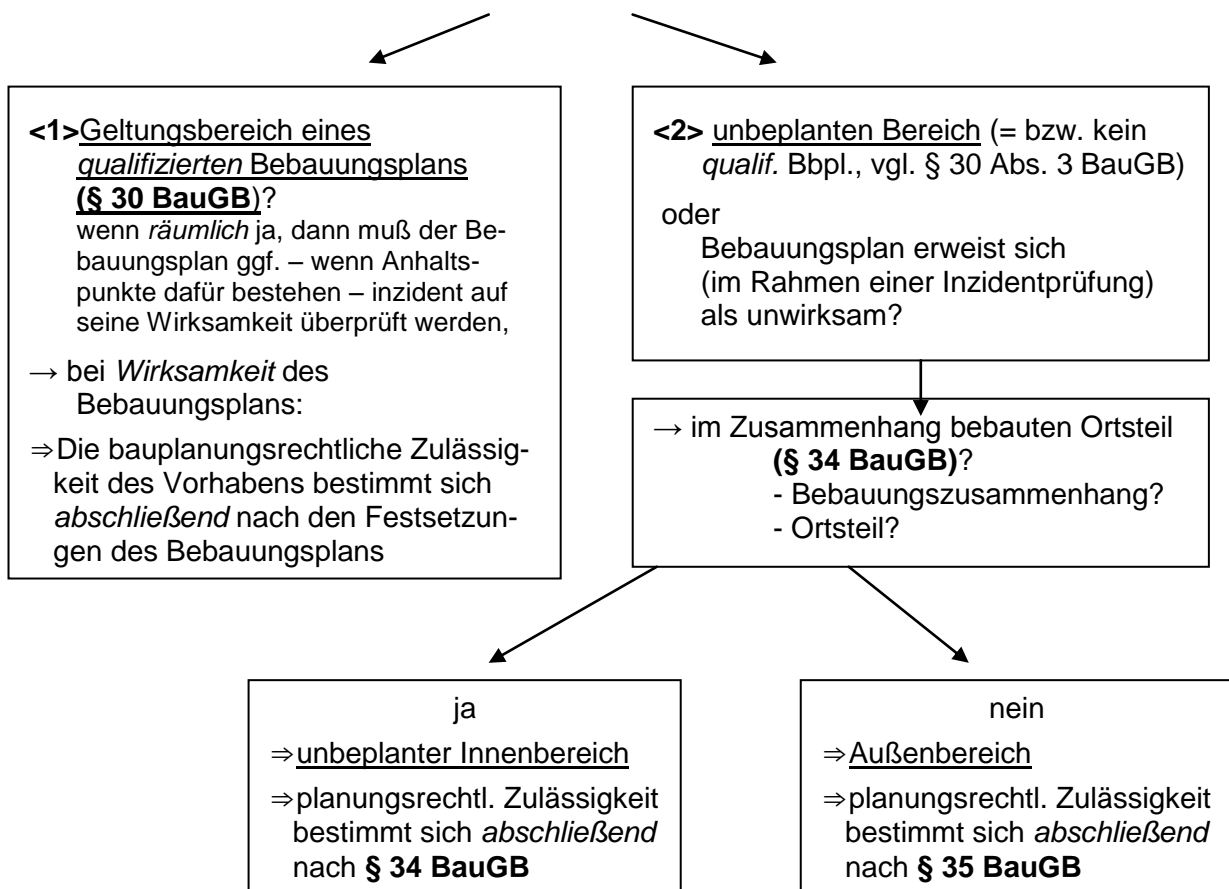 <1>Geltungsbereich eines
qualifizierten Bebauungsplans
(§ 30 BauGB)?
wenn räumlich ja, dann muß der Be-
bauungsplan ggf. – wenn Anhalts-
punkte dafür bestehen – inzident auf
seine Wirksamkeit überprüft werden,
→ bei Wirksamkeit des
Bebauungsplans:
⇒Die bauplanungsrechtliche Zulässig-
keit des Vorhabens bestimmt sich
abschließend nach den Festsetzun-
gen des Bebauungsplans
<2> unbeplanten Bereich (= bzw. kein
qualif. Bbpl., vgl. § 30 Abs. 3 BauGB)
oder
Bebauungsplan erweist sich
(im Rahmen einer Inzidentprüfung)
als unwirksam?
→ im Zusammenhang bebauten Ortsteil
(§ 34 BauGB)?
- Bebauungszusammenhang?
- Ortsteil?
ja
⇒unbeplanter Innenbereich
⇒planungsrechtl. Zulässigkeit
bestimmt sich abschließend
nach § 34 BauGB
nein
⇒Außenbereich
⇒planungsrechtl. Zulässigkeit
bestimmt sich abschließend
nach § 35 BauGB